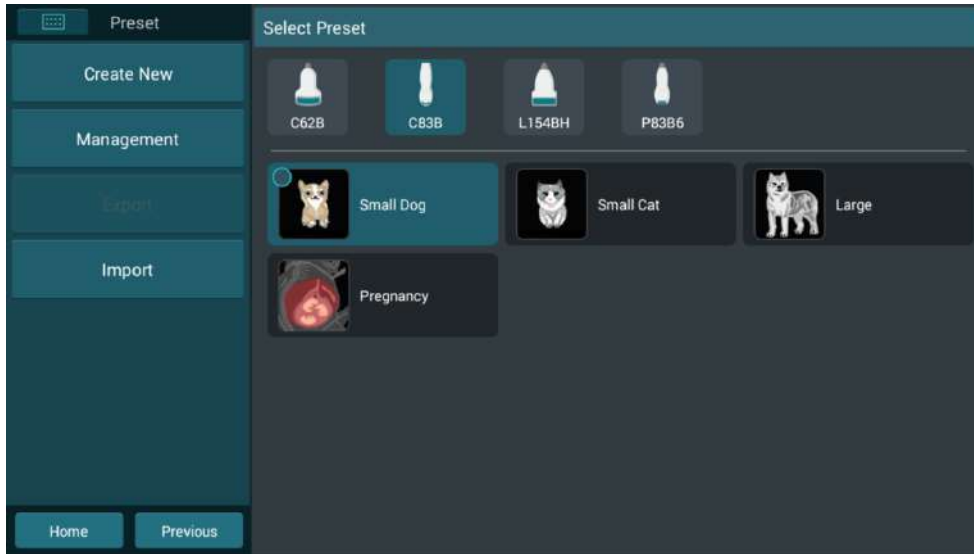 Preset
Select Preset
Create New
Management
Export
Import
C62B
C83B
L154BH
P83B6
Small Dog
Small Cat
Large
Pregnancy
Home
Previous